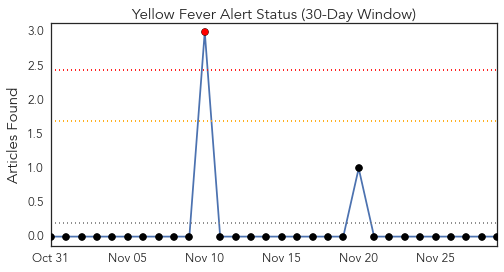 Yellow Fever Alert Status (30-Day Window)
Articles Found
3.0
2.5
2.0
1.5
1.0
0.5
0.0
Oct 31 Nov 05 Nov 10 Nov 15 Nov 20 Nov 25